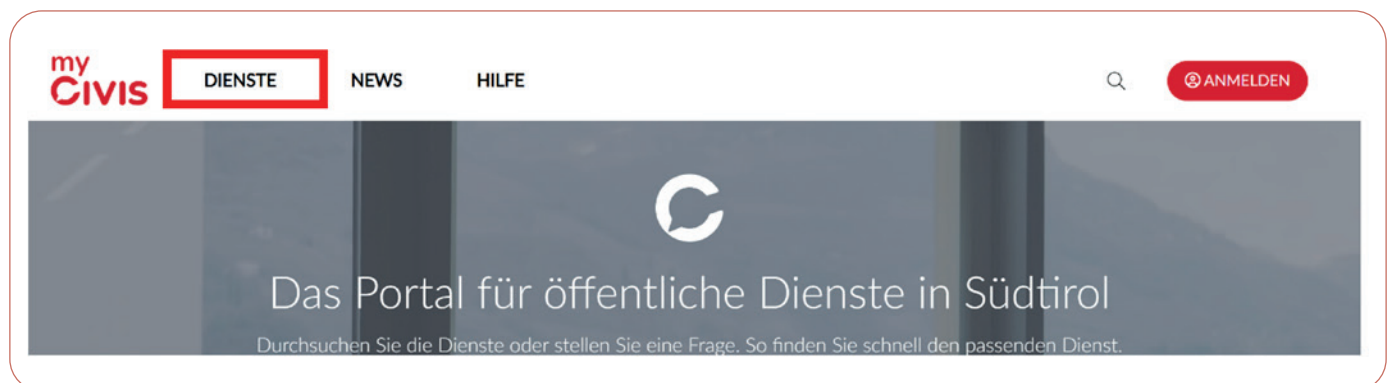 my
CIVIS
DIENSTE NEWS HILFE ANMELDEN
Das Portal für öffentliche Dienste in Südtirol
Durchsuchen Sie die Dienste oder stellen Sie eine Frage. So finden Sie schnell den passenden Dienst.